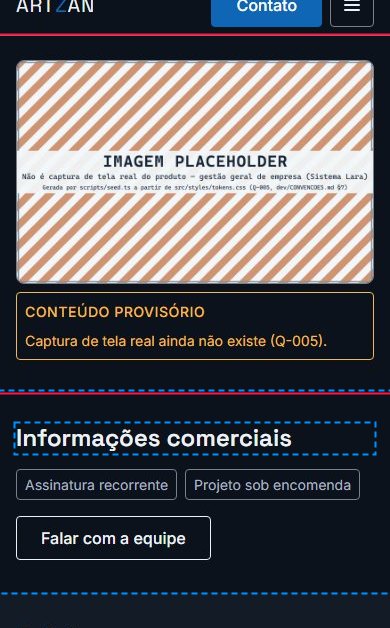 ARTZAN
Contato
IMAGEM PLACEHOLDER
Não é captura de tela real do produto — gestão geral de empresa (Sistema Lara)
Gerada por scripts/seed.ts a partir de src/styles/tokens.css (Q-005, dev/CONVENCOES.md §7)
CONTEÚDO PROVISÓRIO
Captura de tela real ainda não existe (Q-005).
Informações comerciais
Assinatura recorrente
Projeto sob encomenda
Falar com a equipe